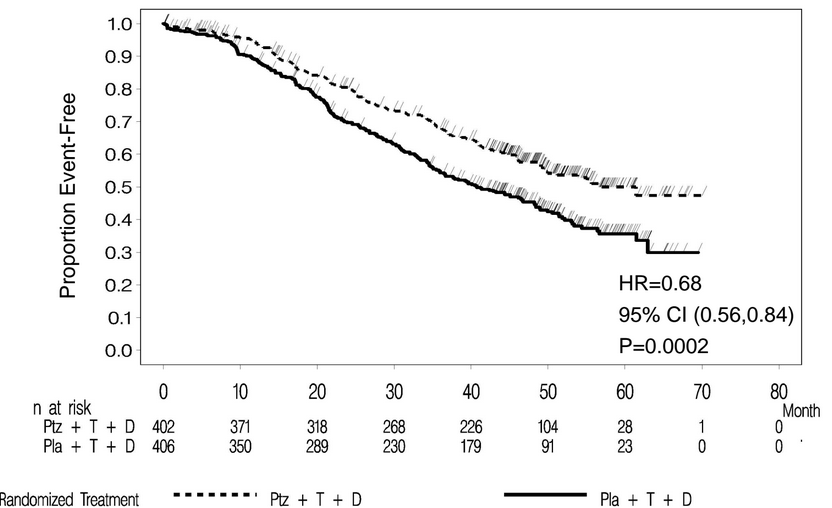 Proportion Event-Free
1.0
0.9
0.8
0.7
0.6
0.5
0.4
0.3
0.2
0.1
0.0
HR=0.68
95% CI (0.56,0.84)
P=0.0002
0 10 20 30 40 50 60 70 80
Month
n at risk
Ptz + T + D 402 371 318 268 226 104 28 1 0
Pla + T + D 406 350 289 230 179 91 23 0 0
Randomized Treatment Ptz + T + D Pla + T + D